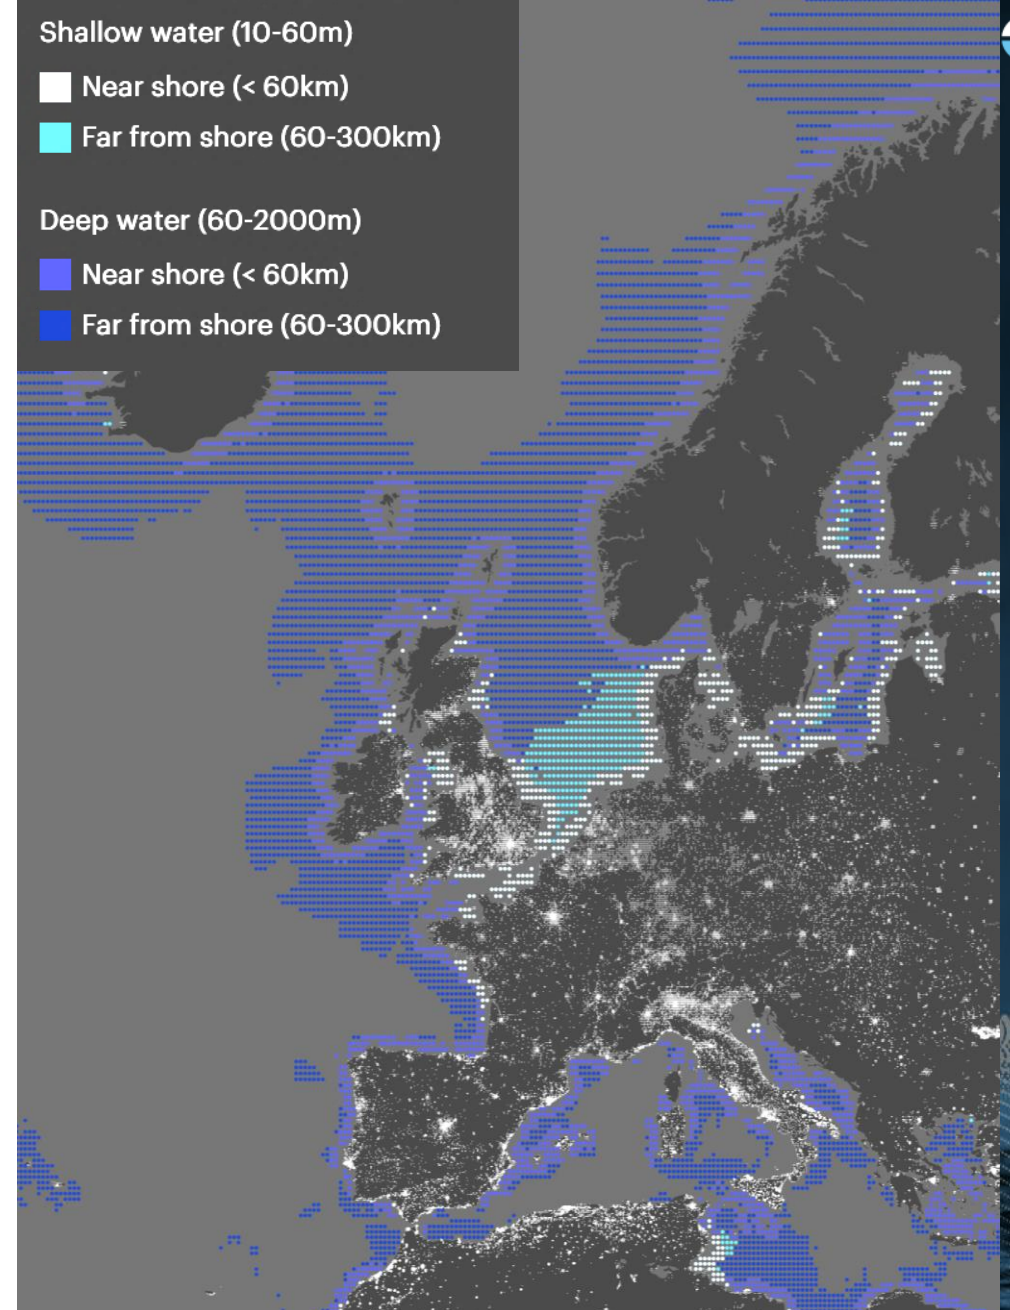 Shallow water (10-60m)
Near shore (< 60km)
Far from shore (60-300km)
Deep water (60-2000m)
Near shore (< 60km)
Far from shore (60-300km)